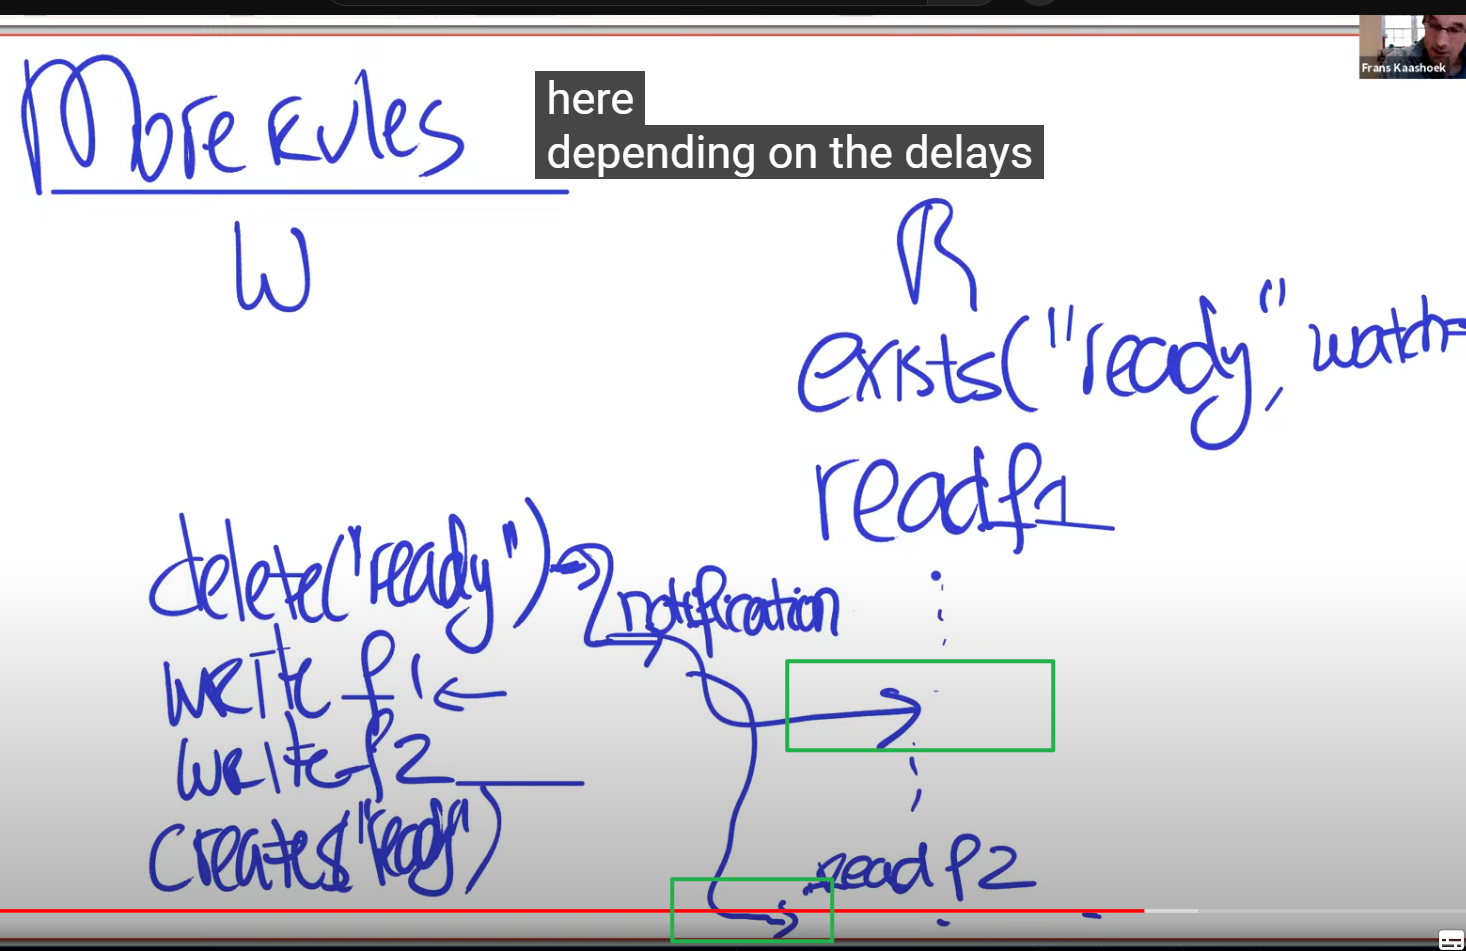 Frans Kaashoek
More Rules
here
depending on the delays
W
R
exists("ready", watch=
read f1
delete("ready")
notification
write f1
write f2
create("ready")
read f2